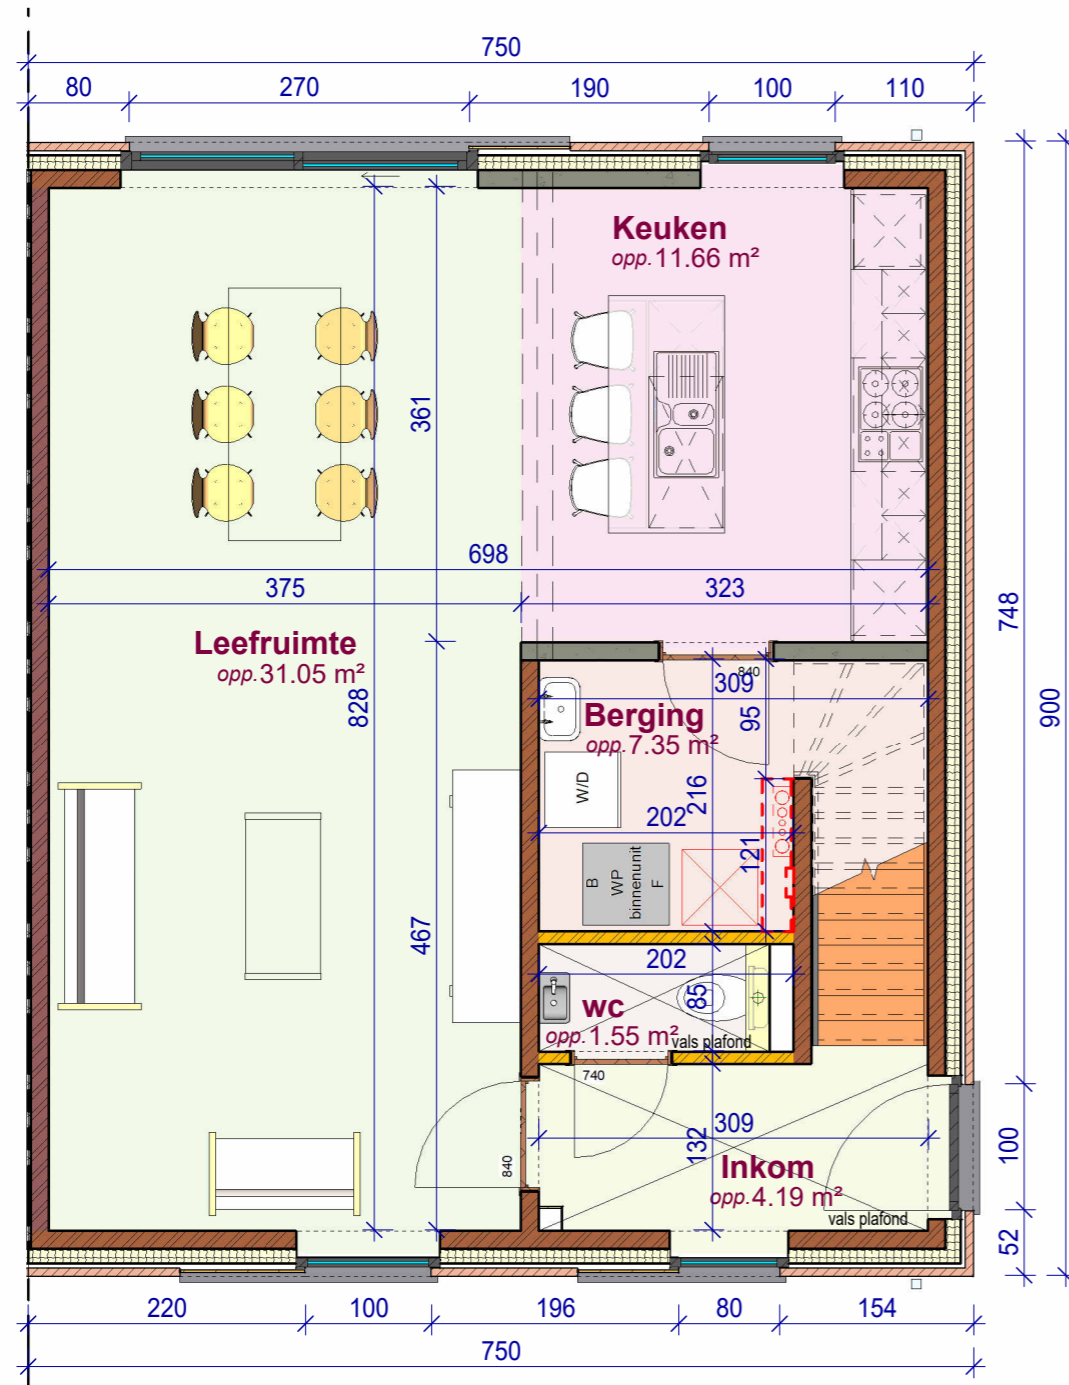 750
80
270
190
100
110
Keuken
opp.11.66 m²
361
698
375
323
748
Leefruimte
opp.31.05 m²
828
900
840
309
Berging
opp.7.35 m²
95
W/D
216
202
121
B
WP
binnenunit
F
467
202
85
wc
opp.1.55 m²
vals plafond
740
309
132
100
840
Inkom
opp.4.19 m²
vals plafond
52
220
100
196
80
154
750